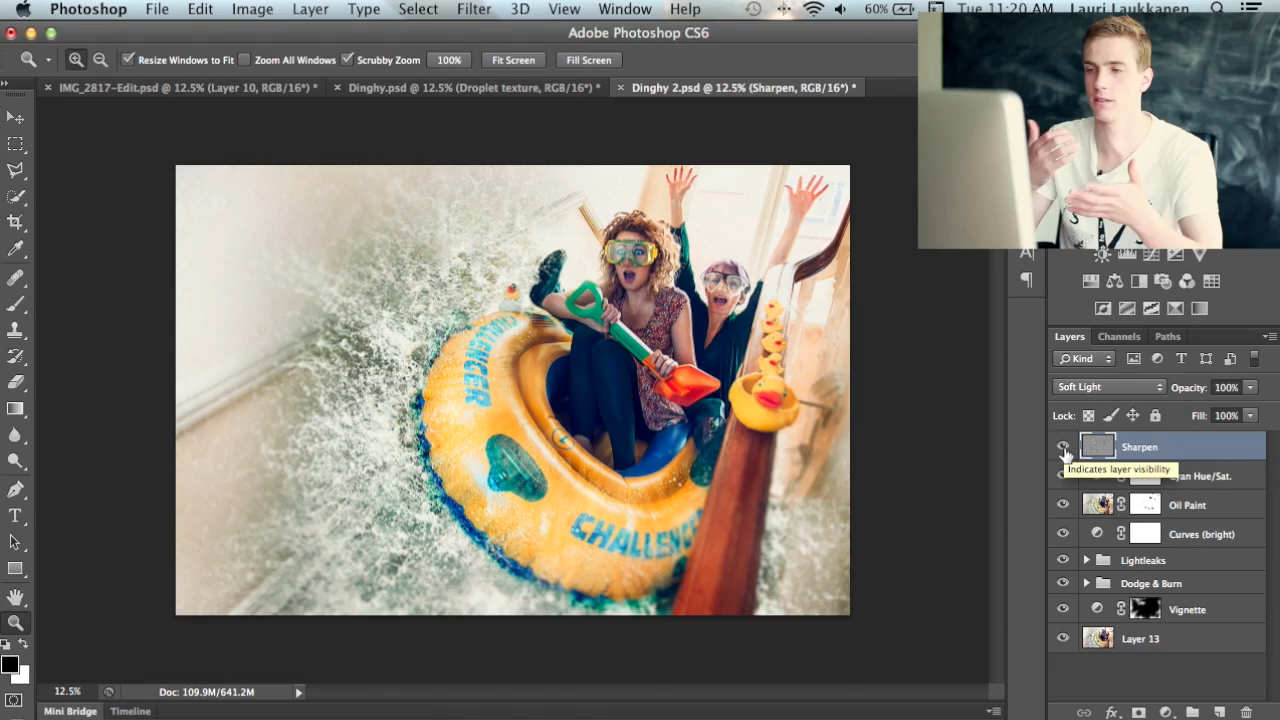 Photoshop File Edit Image Layer Type Select Filter 3D View Window Help 60% Tue 11:20 AM Lauri Laukkanen
Adobe Photoshop CS6
Resize Windows to Fit Zoom All Windows Scrubby Zoom 100% Fit Screen Fill Screen
IMG_2817-Edit.psd @ 12.5% (Layer 10, RGB/16*) * Dinghy.psd @ 12.5% (Droplet texture, RGB/16*) * Dinghy 2.psd @ 12.5% (Sharpen, RGB/16*) *
CHALLENGER
CHALLENGE
Layers Channels Paths
Kind
Soft Light Opacity: 100%
Lock: Fill: 100%
Sharpen
Indicates layer visibility
Hue/Sat.
Oil Paint
Curves (bright)
Lightleaks
Dodge & Burn
Vignette
Layer 13
12.5% Doc: 109.9M/641.2M
Mini Bridge Timeline